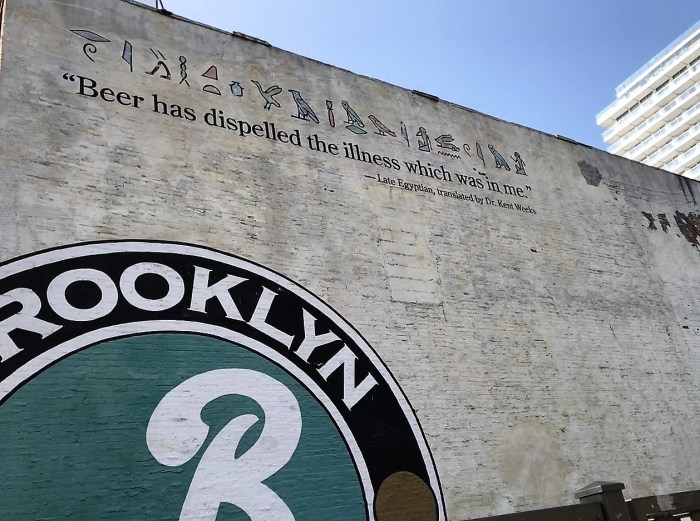 “Beer has dispelled the illness which was in me.”
—Late Egyptian, translated by Dr. Kent Weeks
ROOKLYN
B